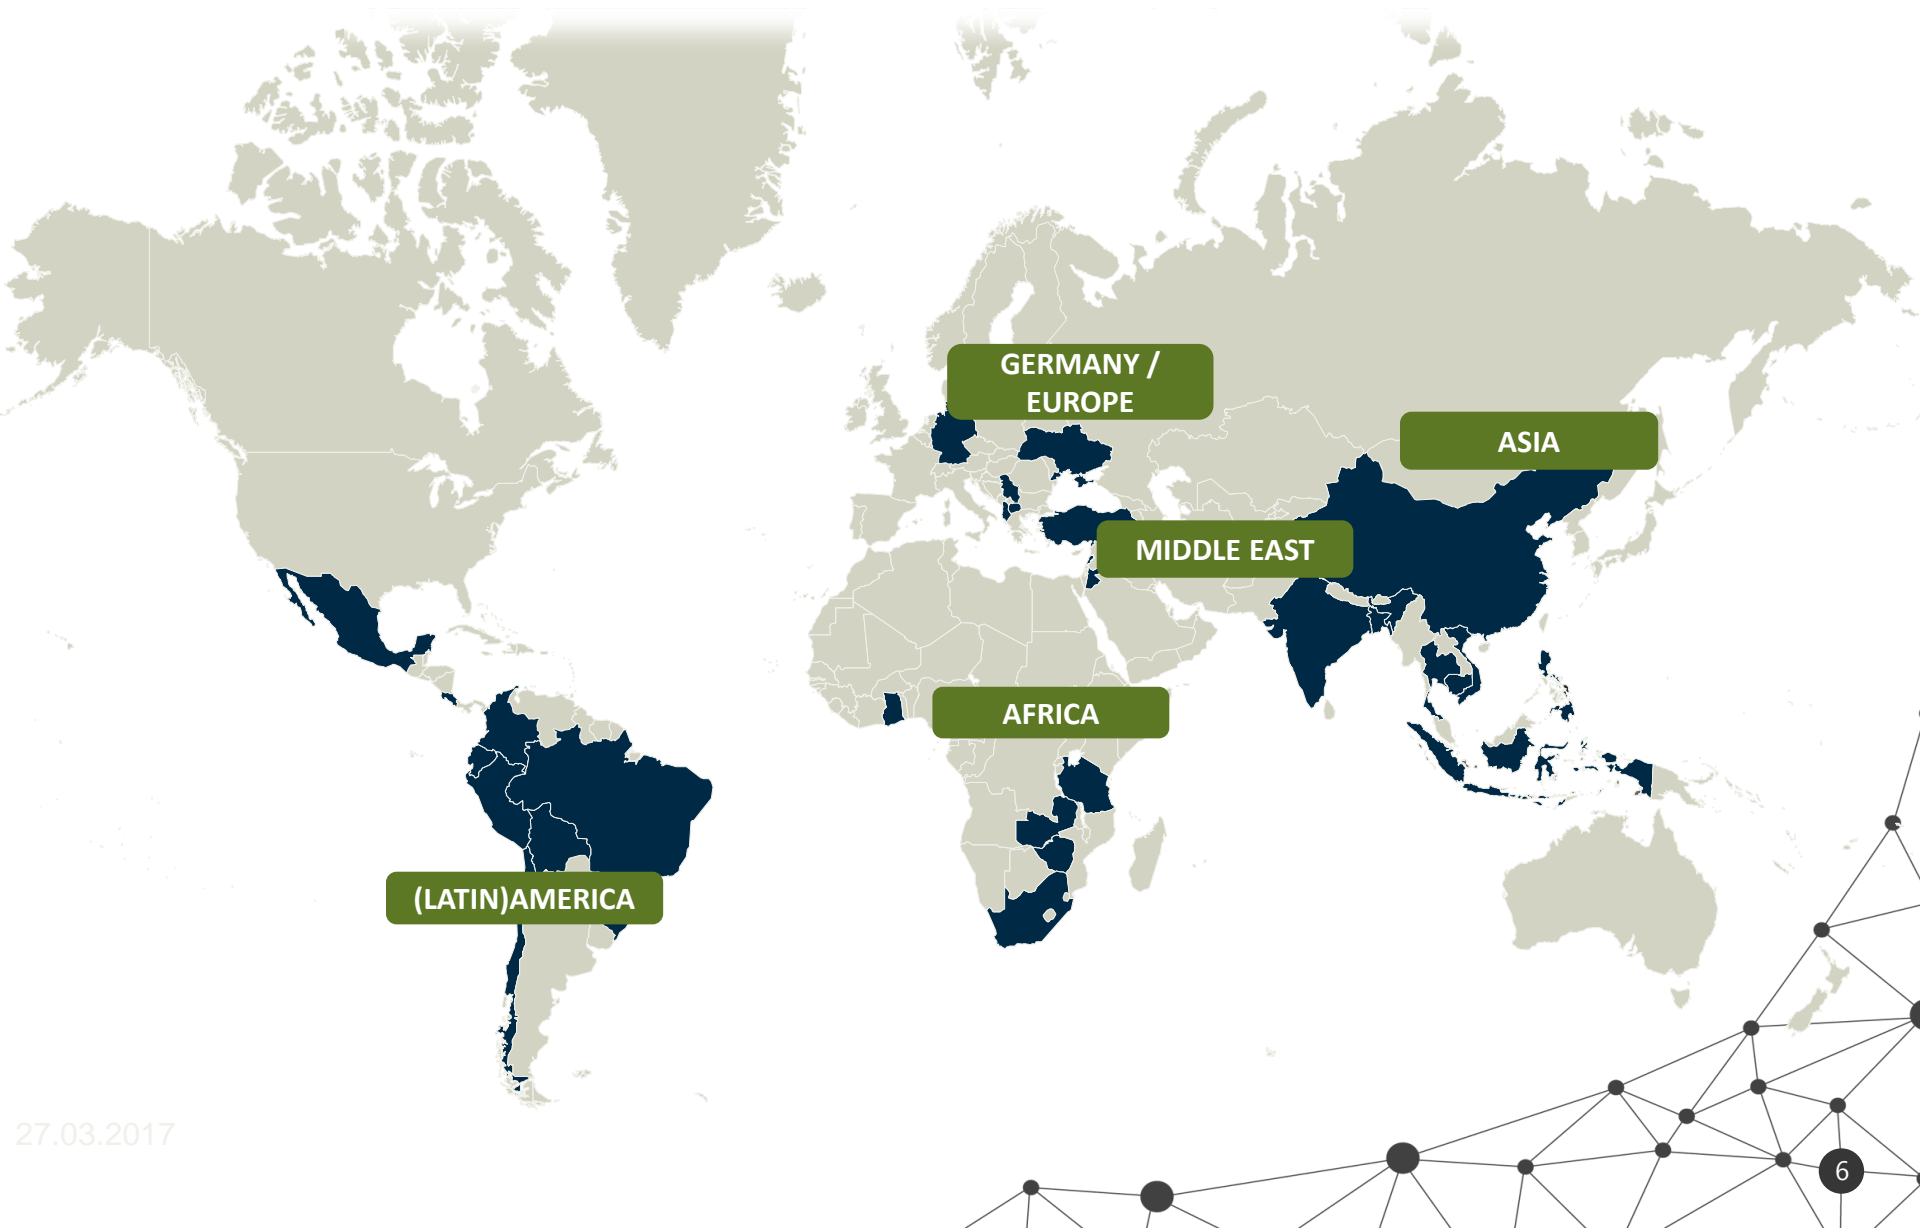 GERMANY /
EUROPE
ASIA
MIDDLE EAST
AFRICA
(LATIN)AMERICA
27.03.2017
6